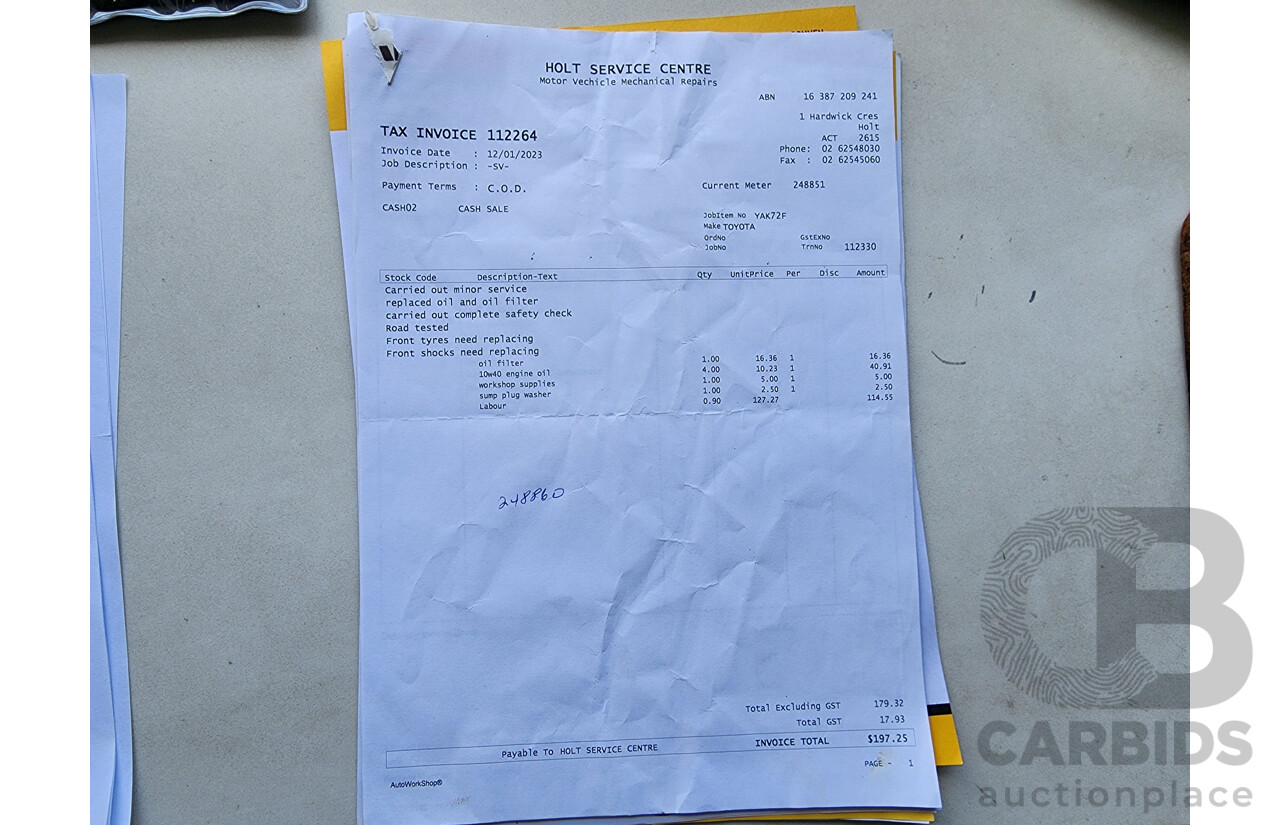 HOLT SERVICE CENTRE
Motor Vechicle Mechanical Repairs
ABN 16 387 209 241
1 Hardwick Cres
Holt
ACT 2615
Phone: 02 62548030
Fax : 02 62545060
TAX INVOICE 112264
Invoice Date : 12/01/2023
Job Description : -SV-
Payment Terms : C.O.D.
Current Meter 248851
CASH02 CASH SALE
JobItem No YAK72F
Make TOYOTA
OrdNo GstExNo
JobNo TrnNo 112330
Stock Code Description-Text Qty UnitPrice Per Disc Amount
Carried out minor service
replaced oil and oil filter
carried out complete safety check
Road tested
Front tyres need replacing
Front shocks need replacing
oil filter 1.00 16.36 1 16.36
10w40 engine oil 4.00 10.23 1 40.91
workshop supplies 1.00 5.00 1 5.00
sump plug washer 1.00 2.50 1 2.50
Labour 0.90 127.27 114.55
248860
Total Excluding GST 179.32
Total GST 17.93
Payable To HOLT SERVICE CENTRE INVOICE TOTAL $197.25
PAGE - 1
AutoWorkShop®
CB
CARBIDS
auctionplace